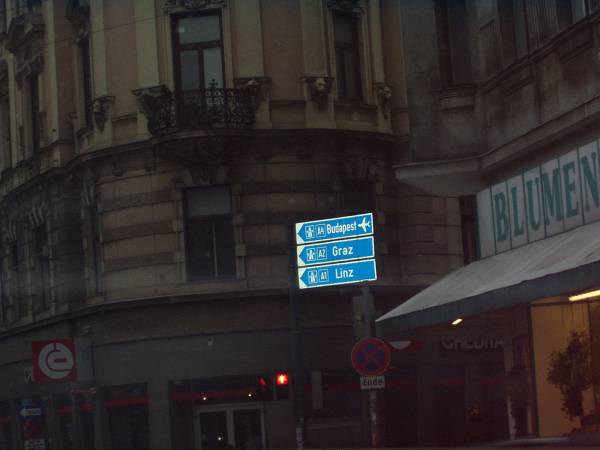 A4 Budapest
A2 Graz
A1 Linz
BLUMEN
Ende